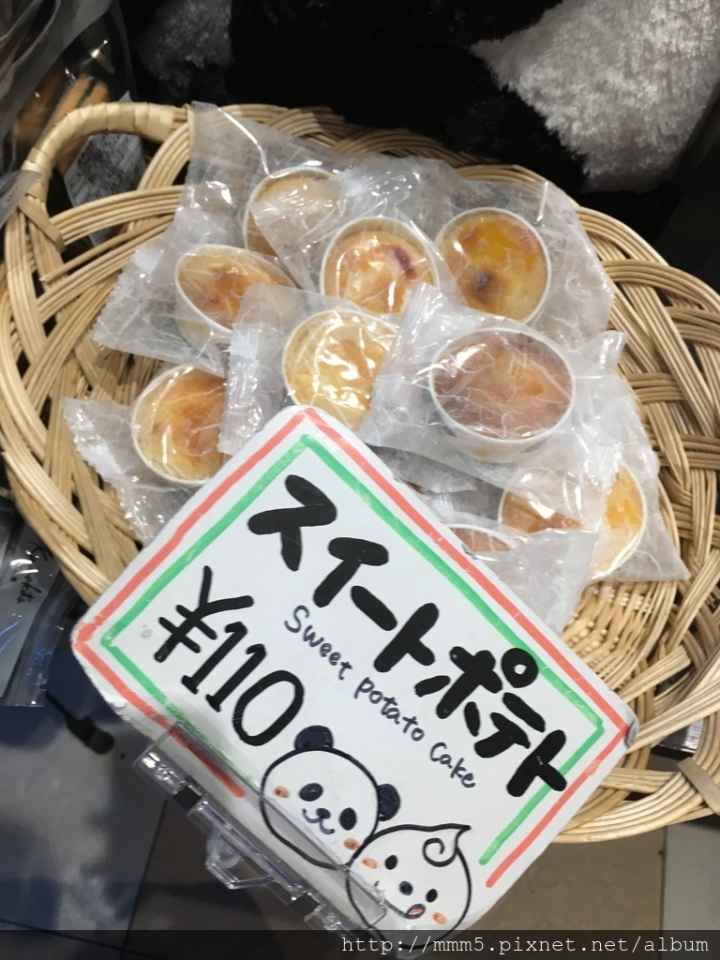 スイートポテト
Sweet potato Cake
¥110
http://mmm5.pixnet.net/album